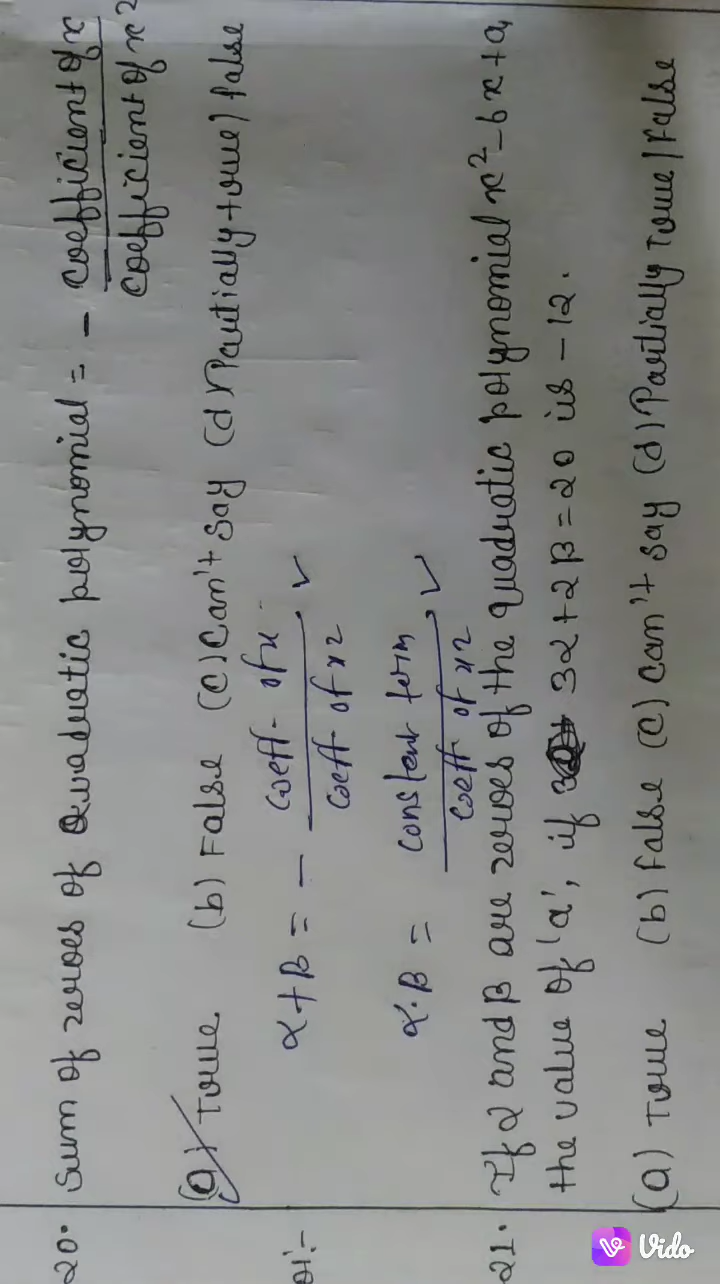 20. Sum of zeroes of Quadratic polynomial = - coefficient of x / coefficient of x²
(a) True (b) False (c) Can't say (d) Partially true/false
ol:- α + β = - coeff. of x / coeff. of x2 ✓
α.β = constant term / coeff of x2 ✓
21. If α and β are zeroes of the quadratic polynomial x² - 6x + a,
the value of 'a', if 3α + 2β = 20 is - 12.
(a) True (b) False (c) Can't say (d) Partially True/False
Vido